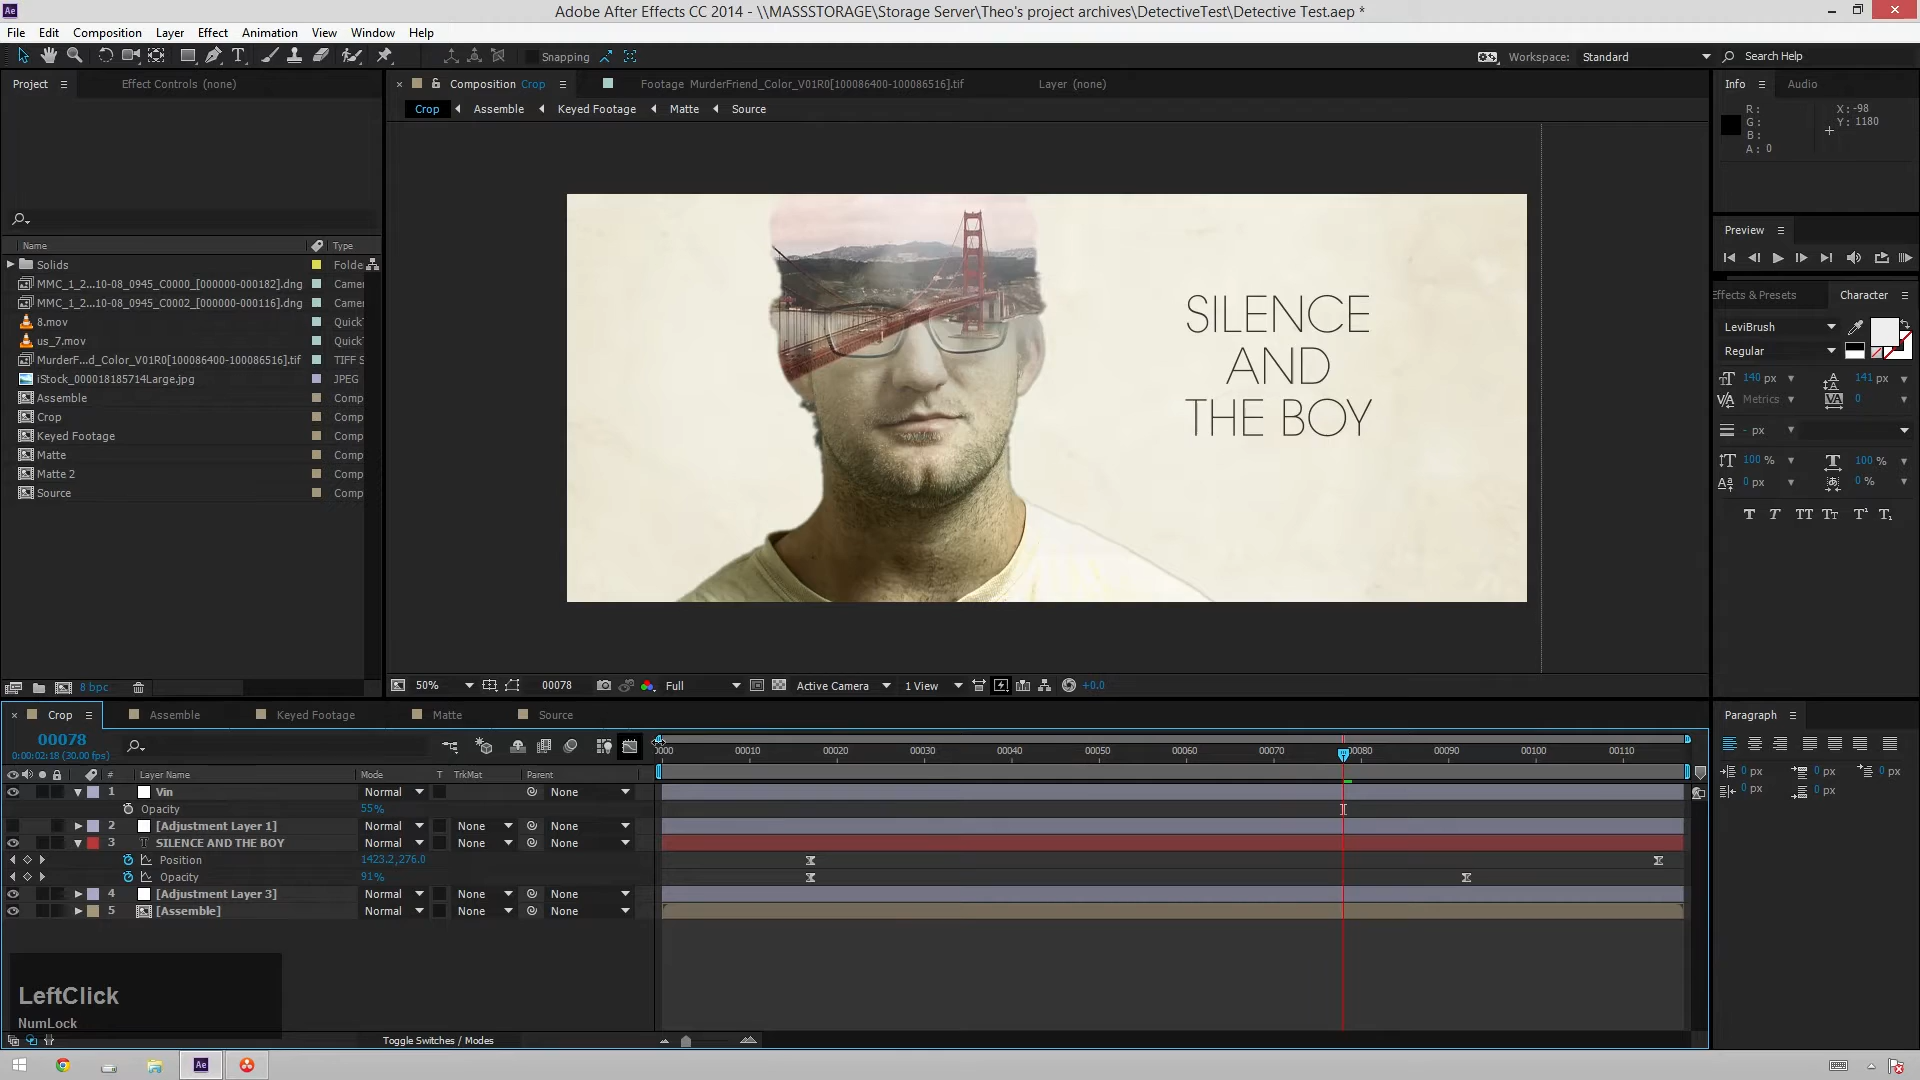 Adobe After Effects CC 2014 - \\MASSSTORAGE\Storage Server\Theo's project archives\DetectiveTest\Detective Test.aep *
File Edit Composition Layer Effect Animation View Window Help
Snapping
Workspace: Standard Search Help
Project Effect Controls (none)
Composition Crop Footage MurderFriend_Color_V01R0[100086400-100086516].tif Layer (none)
Crop Assemble Keyed Footage Matte Source
Info Audio
R: X: -98
G: Y: 1180
B:
A: 0
Preview
Effects & Presets Character
LeviBrush
Regular
140 px 141 px
Metrics 0
- px
100 % 100 %
0 px 0 %
Name Type
Solids Folde
MMC_1_2...10-08_0945_C0000_[000000-000182].dng Camer
MMC_1_2...10-08_0945_C0002_[000000-000116].dng Camer
8.mov QuickT
us_7.mov QuickT
MurderF...d_Color_V01R0[100086400-100086516].tif TIFF S
iStock_000018185714Large.jpg JPEG
Assemble Comp
Crop Comp
Keyed Footage Comp
Matte Comp
Matte 2 Comp
Source Comp
8 bpc
SILENCE
AND
THE BOY
50% 00078 Full Active Camera 1 View +0.0
Crop Assemble Keyed Footage Matte Source
Paragraph
0 px 0 px 0 px
0 px 0 px
00078
0:00:02:18 (30.00 fps)
0000 00010 00020 00030 00040 00050 00060 00070 00080 00090 00100 00110
# Layer Name Mode T TrkMat Parent
1 Vin Normal None
Opacity 55%
2 [Adjustment Layer 1] Normal None None
3 SILENCE AND THE BOY Normal None None
Position 1423.2,276.0
Opacity 91%
4 [Adjustment Layer 3] Normal None None
5 [Assemble] Normal None None
LeftClick
NumLock
Toggle Switches / Modes